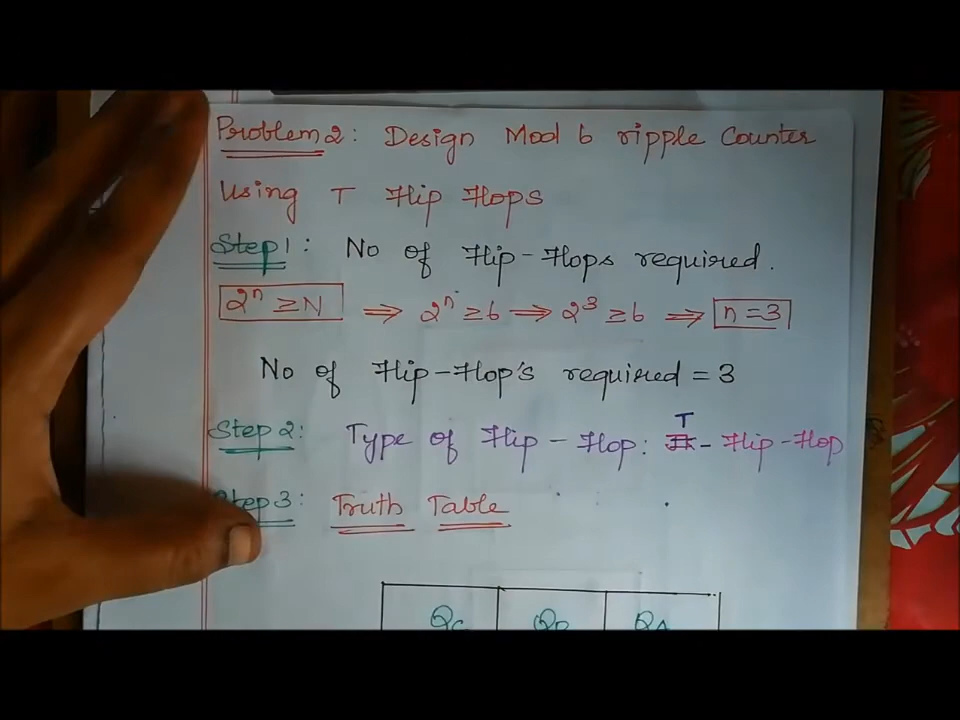 Problem 2: Design Mod 6 ripple Counter
Using T Flip Flops
Step 1: No of Flip-Flops required.
2ⁿ ≥ N ⇒ 2ⁿ ≥ 6 ⇒ 2³ ≥ 6 ⇒ n = 3
No of Flip-Flop's required = 3
Step 2: Type of Flip-Flop: T - Flip-Flop
Step 3: Truth Table
QC QB QA